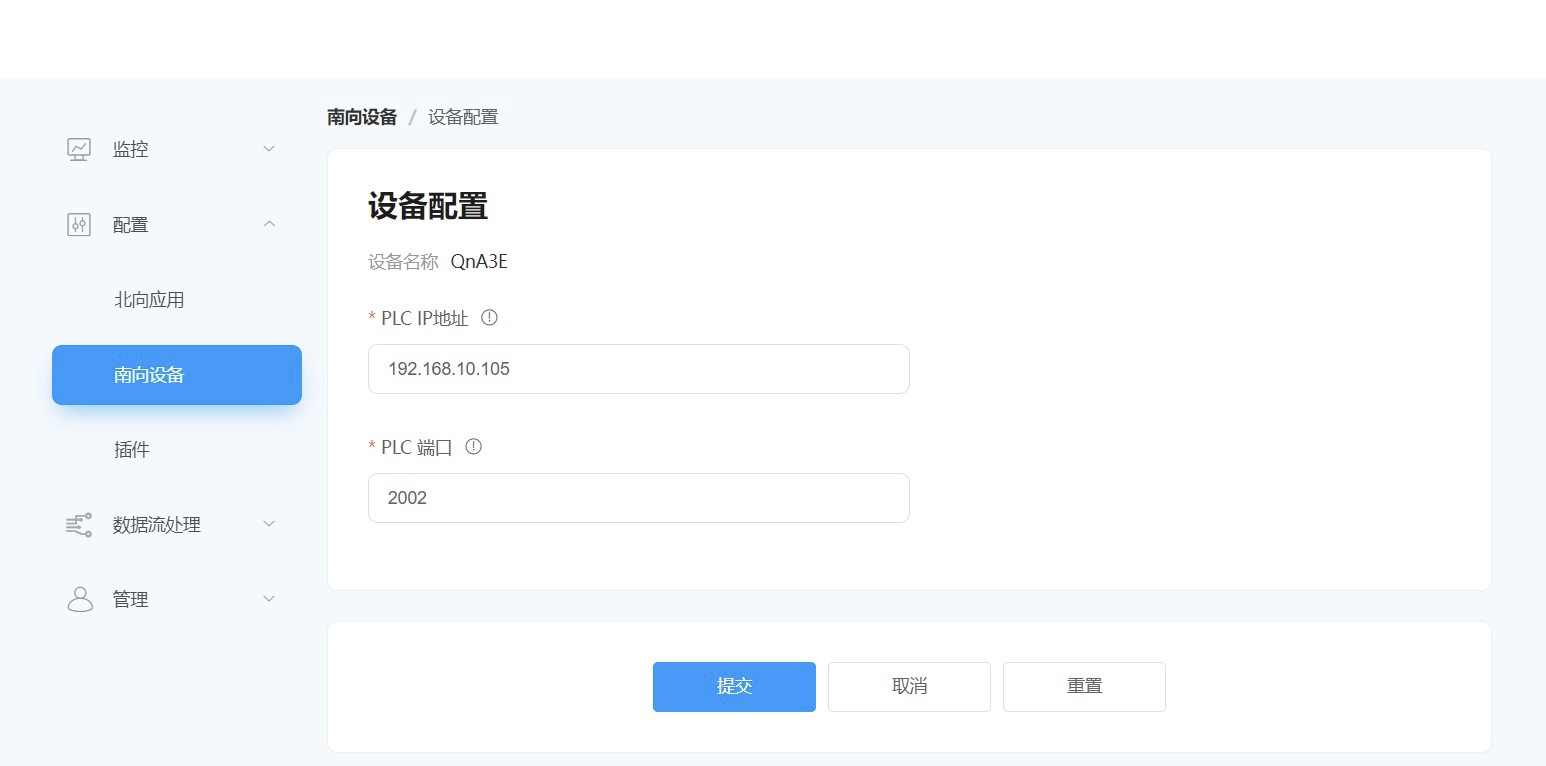 南向设备 / 设备配置
监控
配置
北向应用
南向设备
插件
数据流处理
管理
设备配置
设备名称 QnA3E
* PLC IP地址
192.168.10.105
* PLC 端口
2002
提交 取消 重置